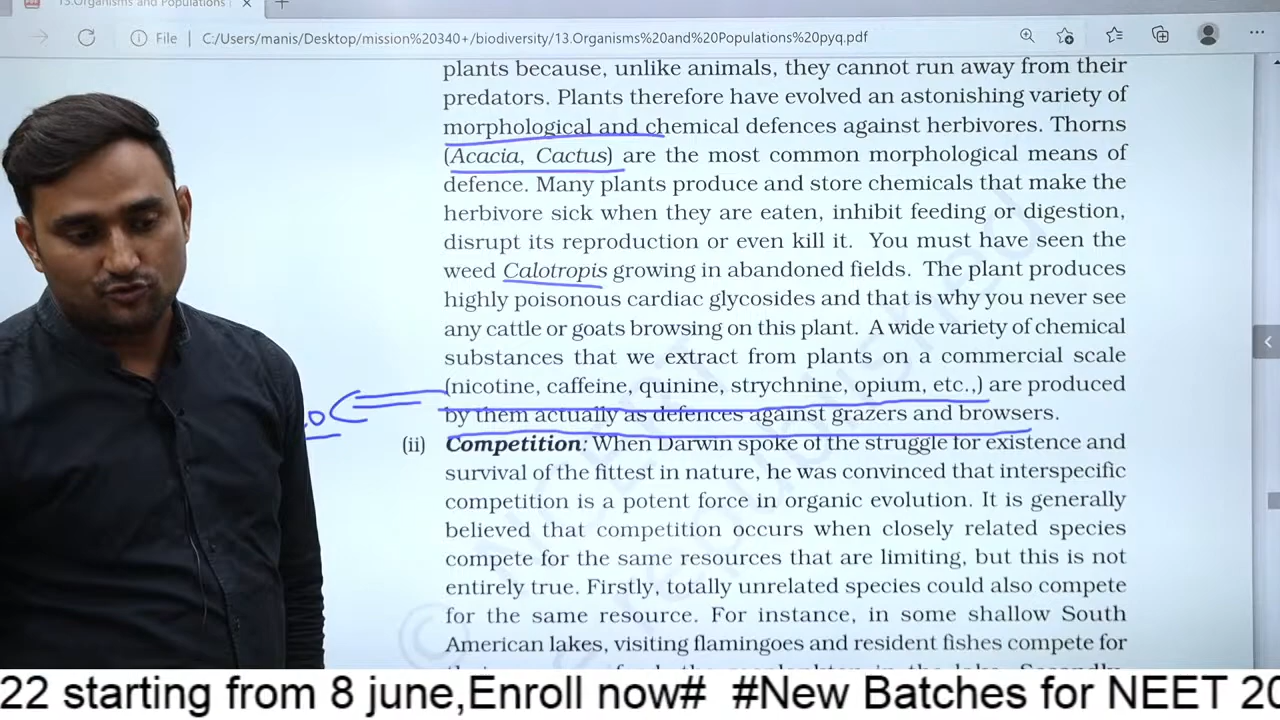 13.Organisms and Populations
File
C:/Users/manis/Desktop/mission%20340+/biodiversity/13.Organisms%20and%20Populations%20pyq.pdf
plants because, unlike animals, they cannot run away from their
predators. Plants therefore have evolved an astonishing variety of
morphological and chemical defences against herbivores. Thorns
(Acacia, Cactus) are the most common morphological means of
defence. Many plants produce and store chemicals that make the
herbivore sick when they are eaten, inhibit feeding or digestion,
disrupt its reproduction or even kill it. You must have seen the
weed Calotropis growing in abandoned fields. The plant produces
highly poisonous cardiac glycosides and that is why you never see
any cattle or goats browsing on this plant. A wide variety of chemical
substances that we extract from plants on a commercial scale
(nicotine, caffeine, quinine, strychnine, opium, etc.,) are produced
by them actually as defences against grazers and browsers.
(ii) Competition: When Darwin spoke of the struggle for existence and
survival of the fittest in nature, he was convinced that interspecific
competition is a potent force in organic evolution. It is generally
believed that competition occurs when closely related species
compete for the same resources that are limiting, but this is not
entirely true. Firstly, totally unrelated species could also compete
for the same resource. For instance, in some shallow South
American lakes, visiting flamingoes and resident fishes compete for
22 starting from 8 june,Enroll now# #New Batches for NEET 20